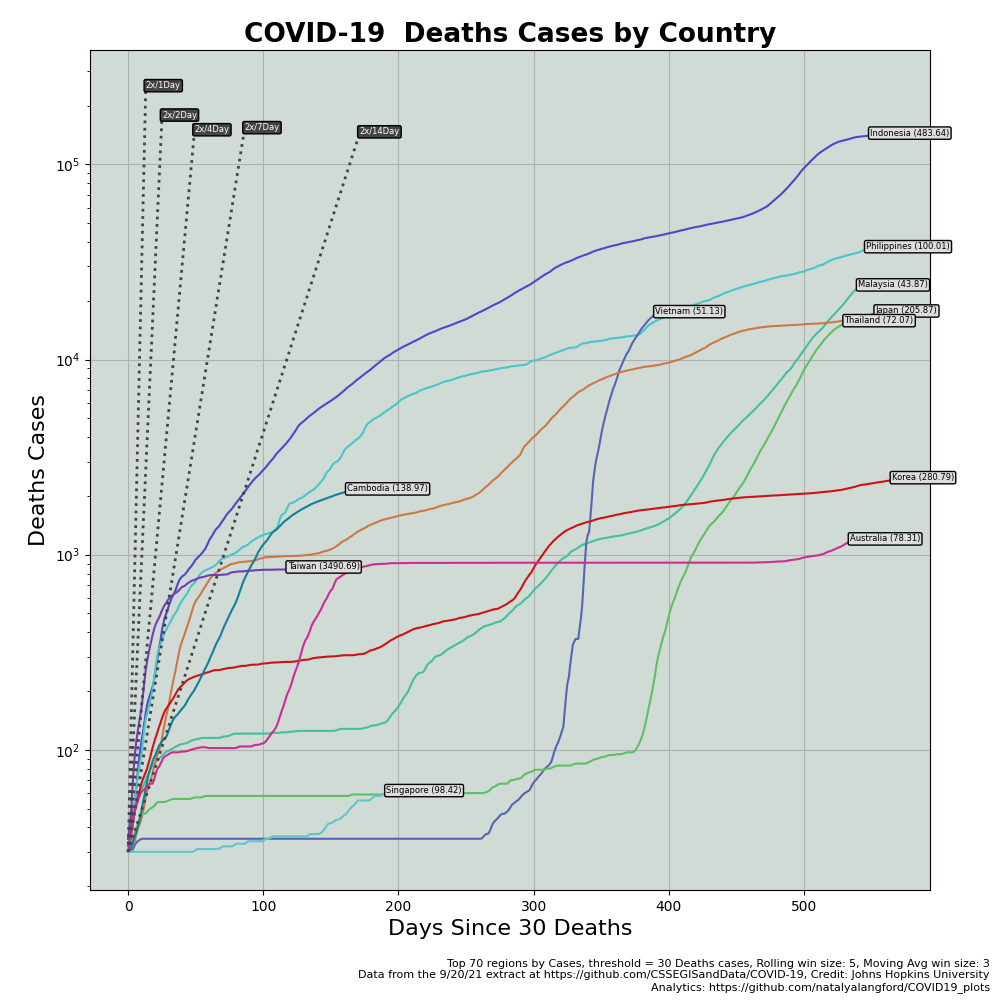 COVID-19  Deaths Cases by Country
2x/1Day
2x/2Day
2x/4Day
2x/7Day
2x/14Day
Indonesia (483.64)
Philippines (100.01)
Malaysia (43.87)
Japan (205.87)
Vietnam (51.13)
Thailand (72.07)
Korea (280.79)
Cambodia (138.97)
Australia (78.31)
Taiwan (3490.69)
Singapore (98.42)
10^5
10^4
10^3
10^2
Deaths Cases
0 100 200 300 400 500
Days Since 30 Deaths
Top 70 regions by Cases, threshold = 30 Deaths cases, Rolling win size: 5, Moving Avg win size: 3
Data from the 9/20/21 extract at https://github.com/CSSEGISandData/COVID-19, Credit: Johns Hopkins University
Analytics: https://github.com/natalyalangford/COVID19_plots